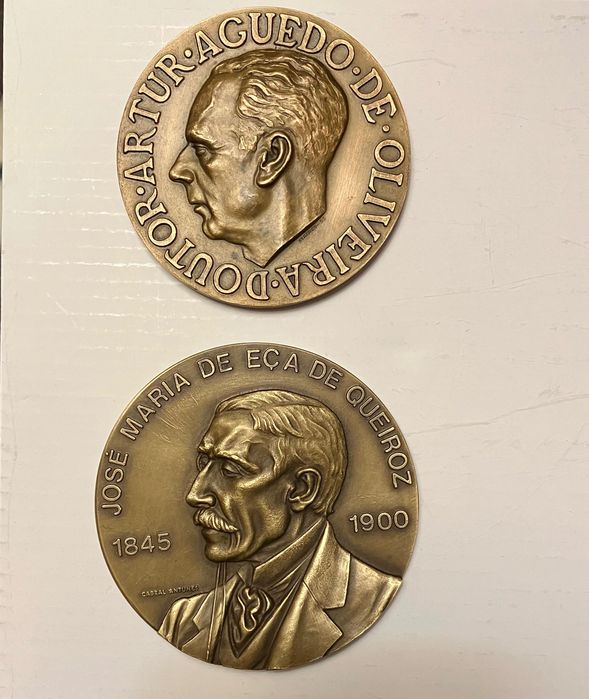 DOUTOR·ARTUR·AGUEDO·DE·OLIVEIRA·
JOSÉ MARIA DE EÇA DE QUEIROZ
1845
1900
CABRAL ANTUNES